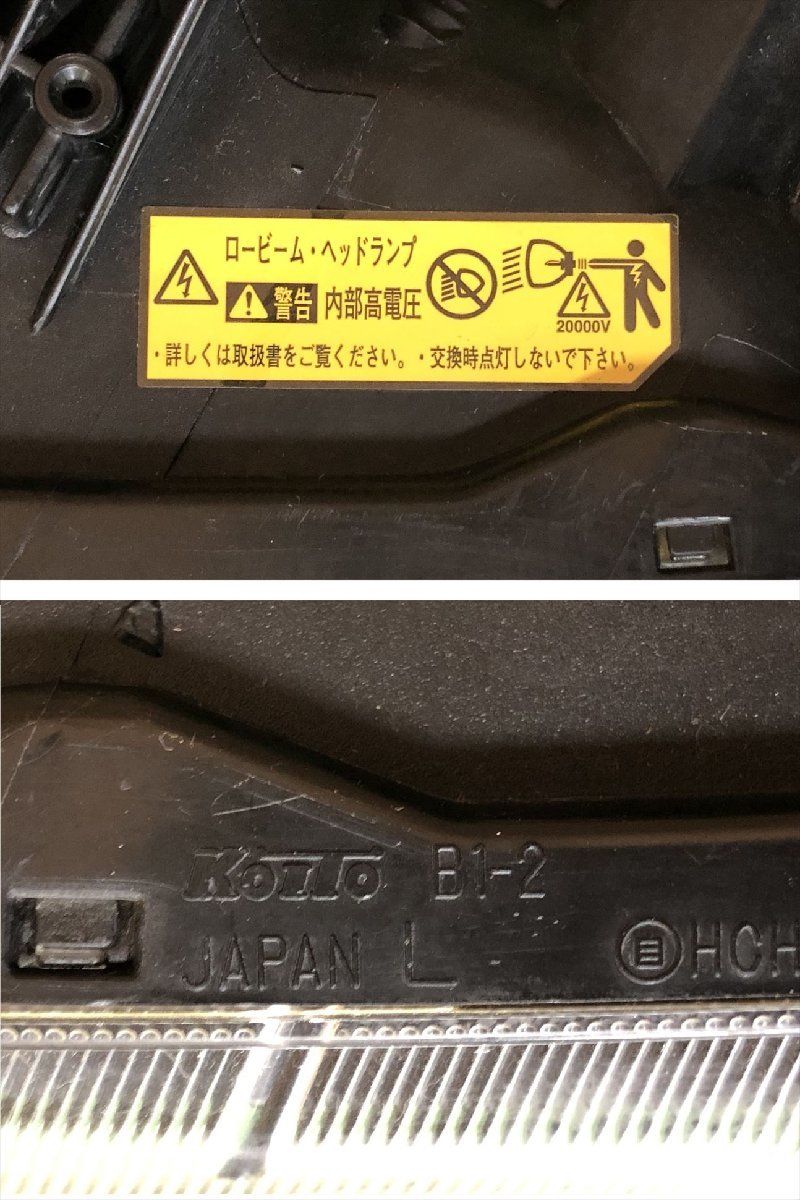 ロービーム・ヘッドランプ
警告 内部高電圧
20000V
・詳しくは取扱書をご覧ください。・交換時点灯しないで下さい。
KOITO B1-2
JAPAN L
自 HCH